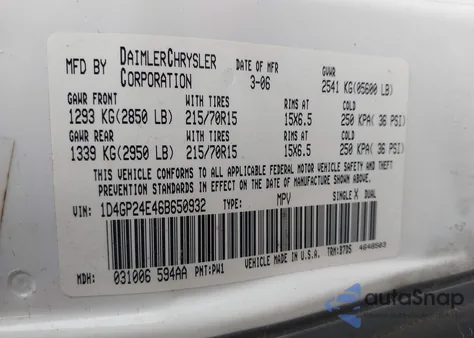 MFD BY DAIMLERCHRYSLER CORPORATION DATE OF MFR 3-06 GVWR 2541 KG(05600 LB)
GAWR FRONT WITH TIRES RIMS AT COLD
1293 KG(2850 LB) 215/70R15 15X6.5 250 KPA( 36 PSI)
GAWR REAR WITH TIRES RIMS AT COLD
1339 KG(2950 LB) 215/70R15 15X6.5 250 KPA( 36 PSI)
THIS VEHICLE CONFORMS TO ALL APPLICABLE FEDERAL MOTOR VEHICLE SAFETY AND THEFT
PREVENTION STANDARDS IN EFFECT ON THE DATE OF MANUFACTURE SHOWN ABOVE.
VIN: 1D4GP24E46B650932 TYPE: MPV SINGLE X DUAL
MDH: 031006 594AA PNT:PW1 VEHICLE MADE IN U.S.A. TRM:B7D5 4648503
autoSnap